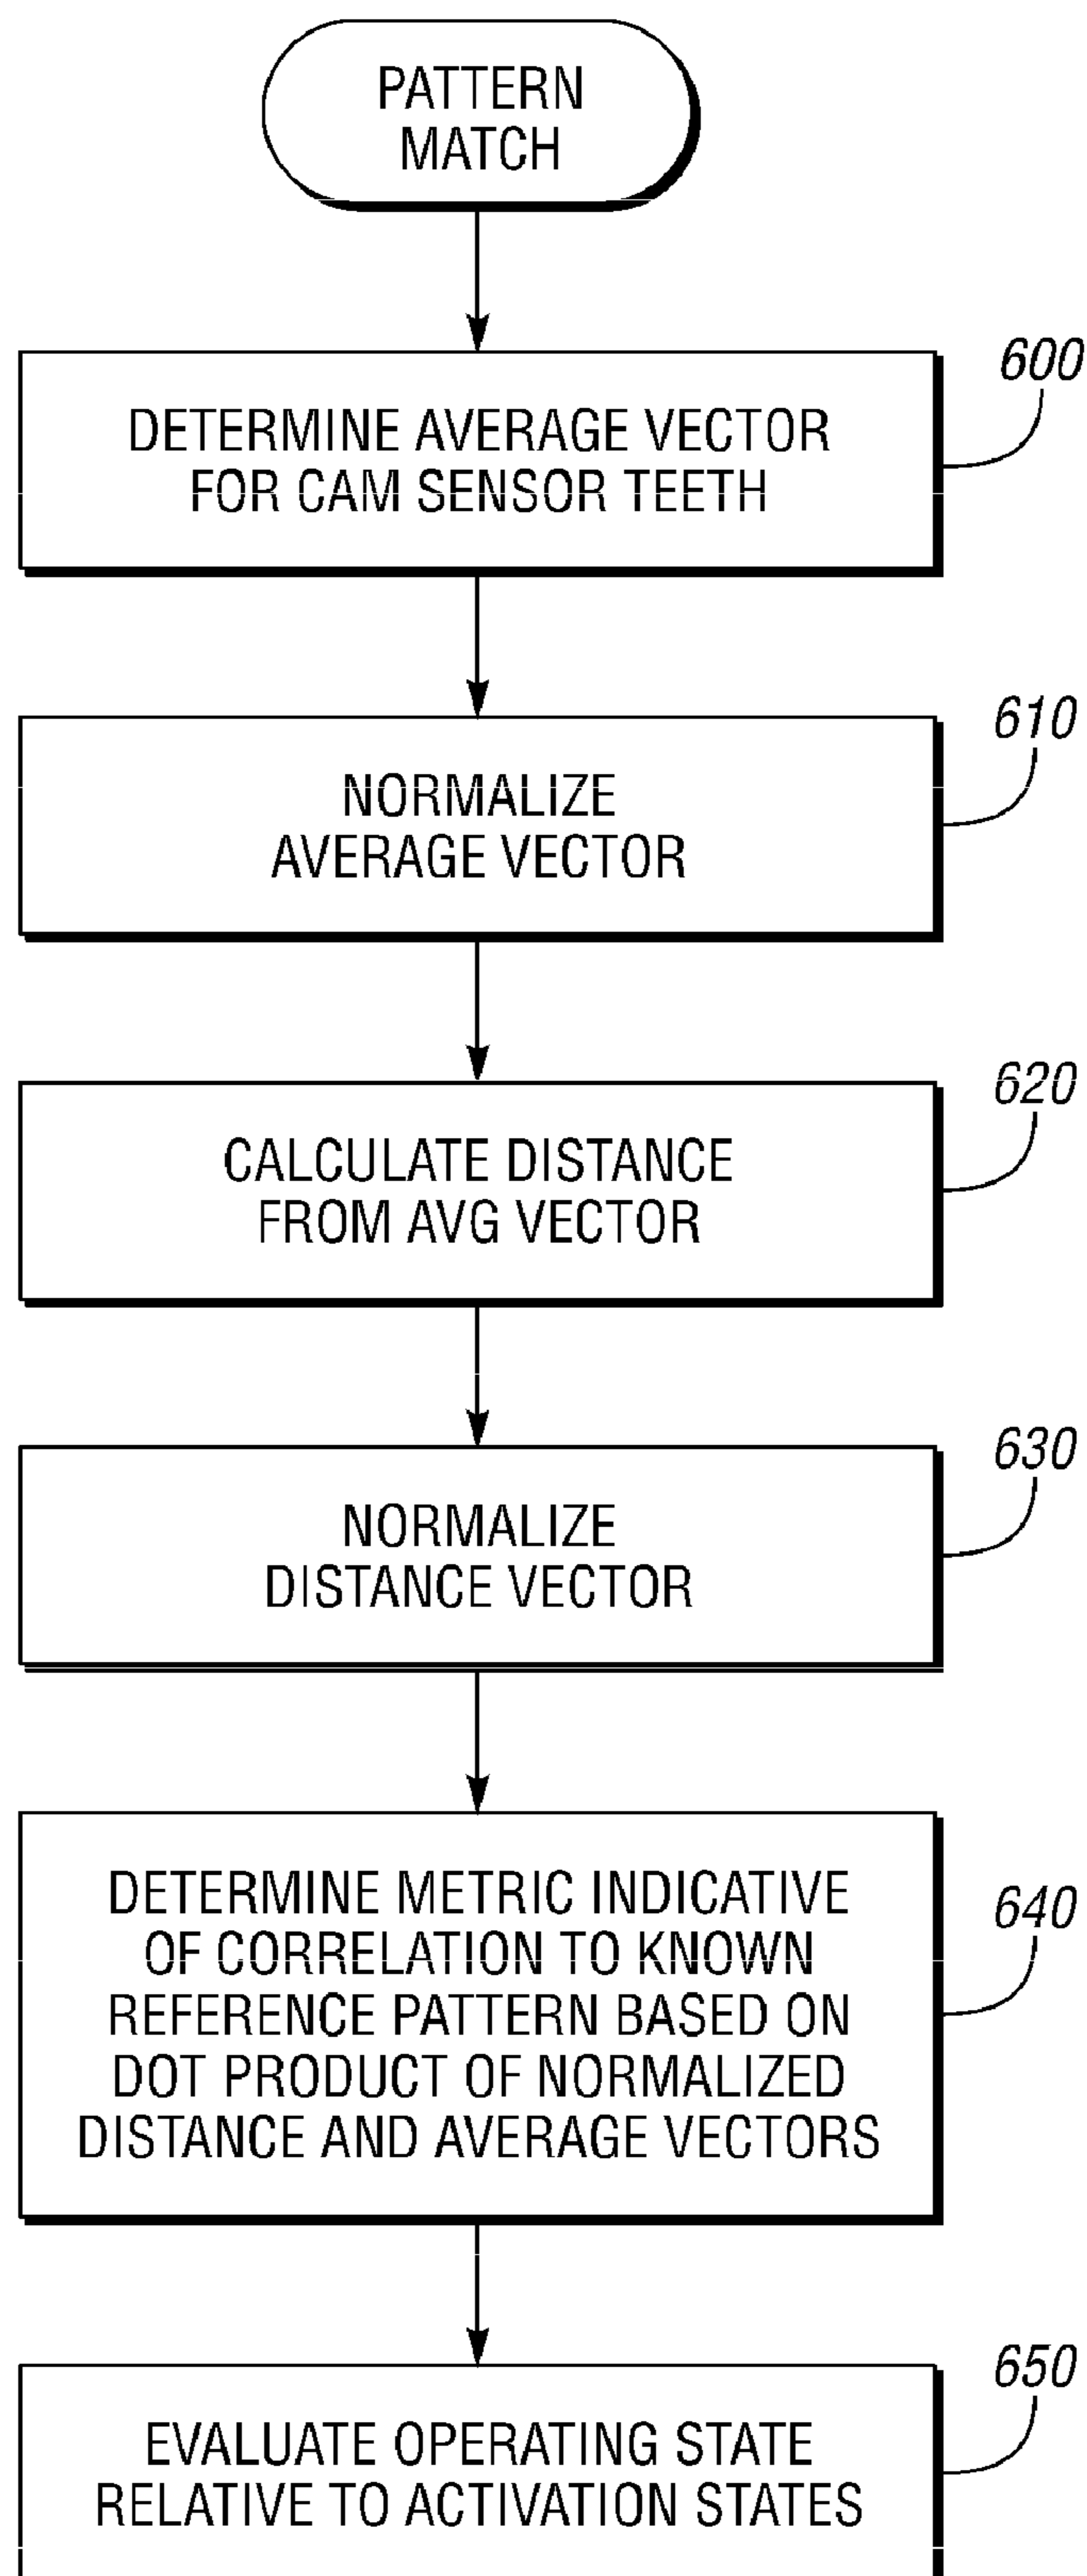 PATTERN
MATCH
600
DETERMINE AVERAGE VECTOR
FOR CAM SENSOR TEETH
610
NORMALIZE
AVERAGE VECTOR
620
CALCULATE DISTANCE
FROM AVG VECTOR
630
NORMALIZE
DISTANCE VECTOR
640
DETERMINE METRIC INDICATIVE
OF CORRELATION TO KNOWN
REFERENCE PATTERN BASED ON
DOT PRODUCT OF NORMALIZED
DISTANCE AND AVERAGE VECTORS
650
EVALUATE OPERATING STATE
RELATIVE TO ACTIVATION STATES